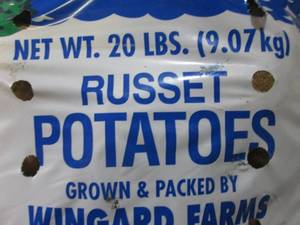 NET WT. 20 LBS. (9.07 kg)
RUSSET
POTATOES
GROWN & PACKED BY
WINGARD FARMS